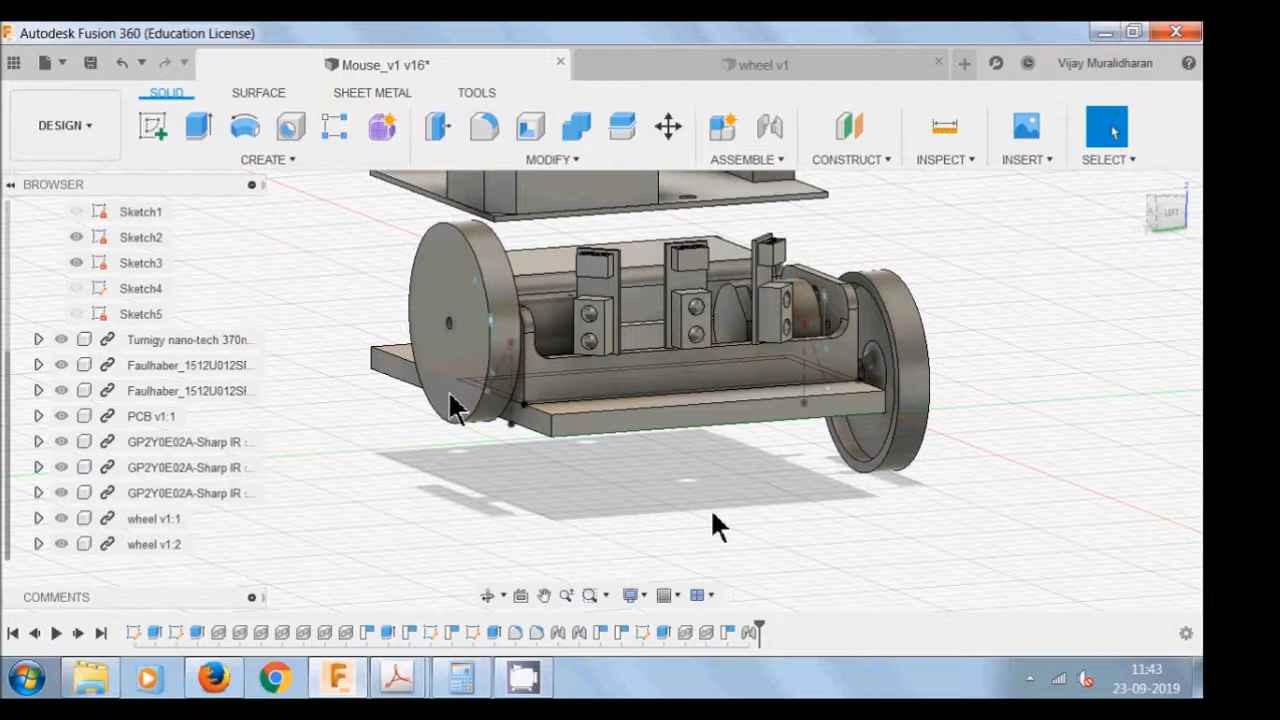 Autodesk Fusion 360 (Education License)
Mouse_v1 v16*
wheel v1
Vijay Muralidharan
SOLID SURFACE SHEET METAL TOOLS
DESIGN
CREATE MODIFY ASSEMBLE CONSTRUCT INSPECT INSERT SELECT
BROWSER
LEFT
Z
Sketch1
Sketch2
Sketch3
Sketch4
Sketch5
Turnigy nano-tech 370n...
Faulhaber_1512U012SI...
Faulhaber_1512U012SI...
PCB v1:1
GP2Y0E02A-Sharp IR :...
GP2Y0E02A-Sharp IR :...
GP2Y0E02A-Sharp IR :...
wheel v1:1
wheel v1:2
COMMENTS
11:43
23-09-2019